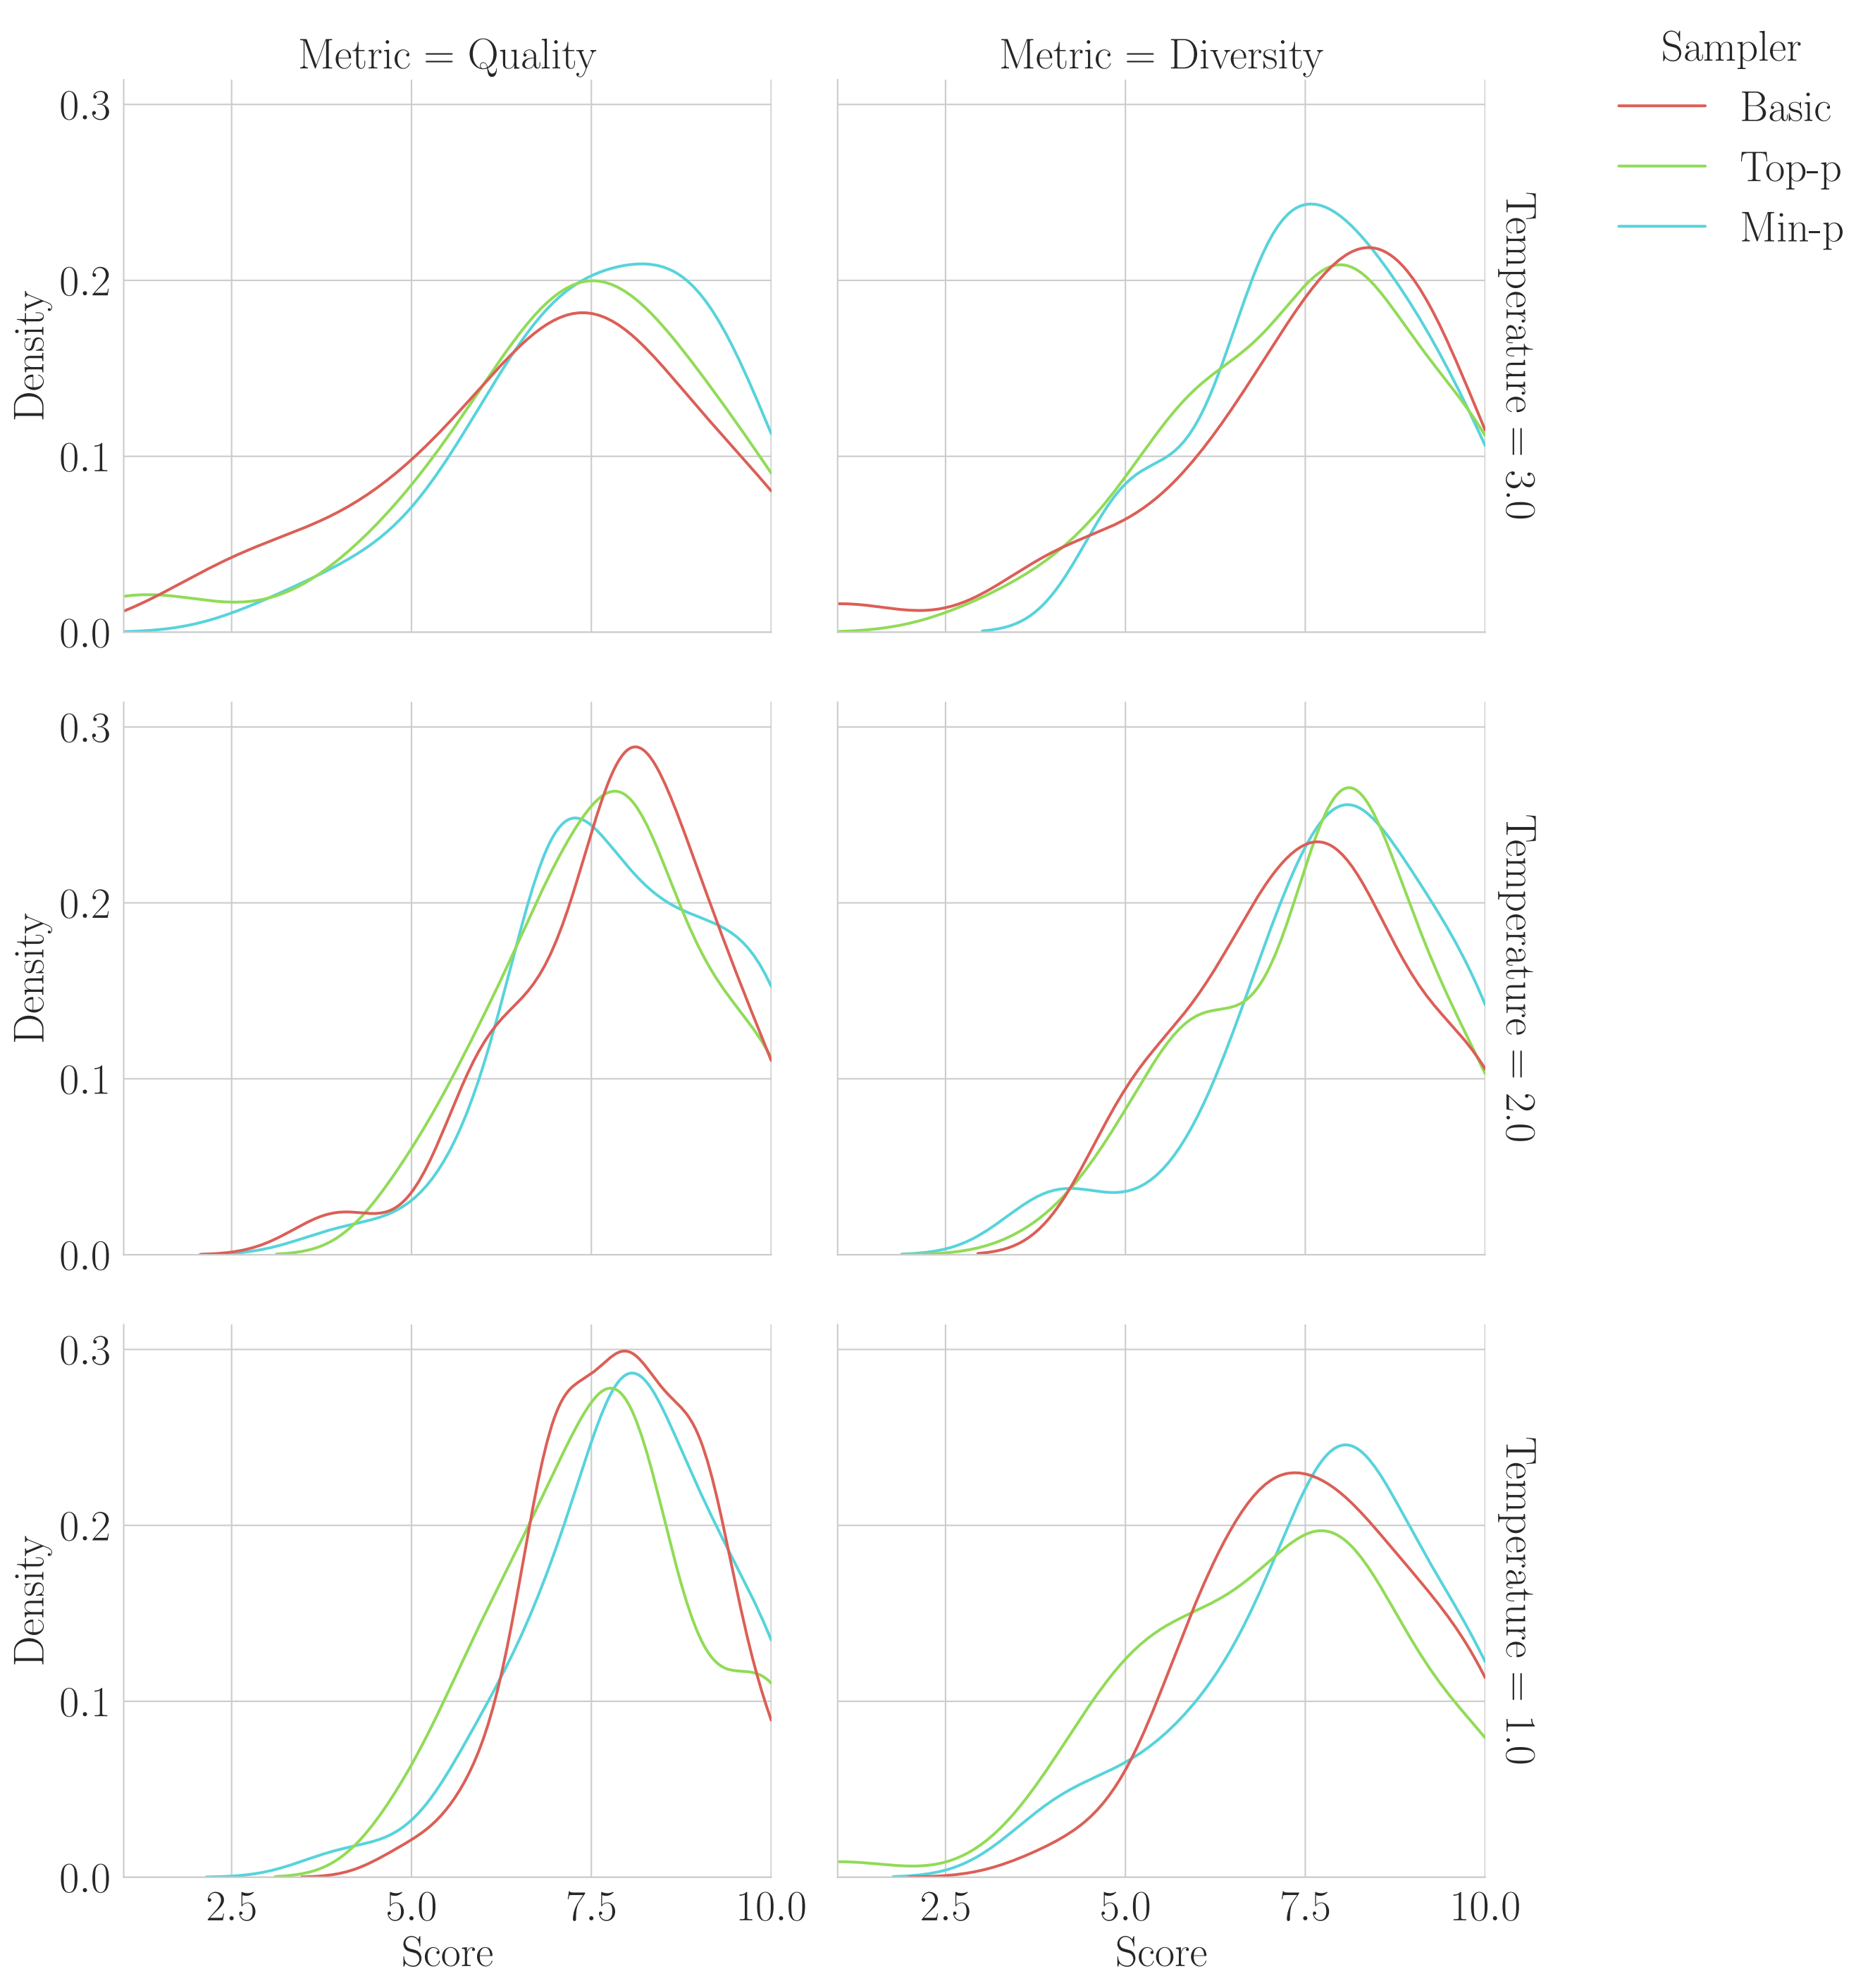 Metric = Quality
Metric = Diversity
Sampler
Basic
Top-p
Min-p
0.3
0.2
0.1
0.0
Density
Temperature = 3.0
0.3
0.2
0.1
0.0
Density
Temperature = 2.0
0.3
0.2
0.1
0.0
Density
Temperature = 1.0
2.5 5.0 7.5 10.0
Score
2.5 5.0 7.5 10.0
Score